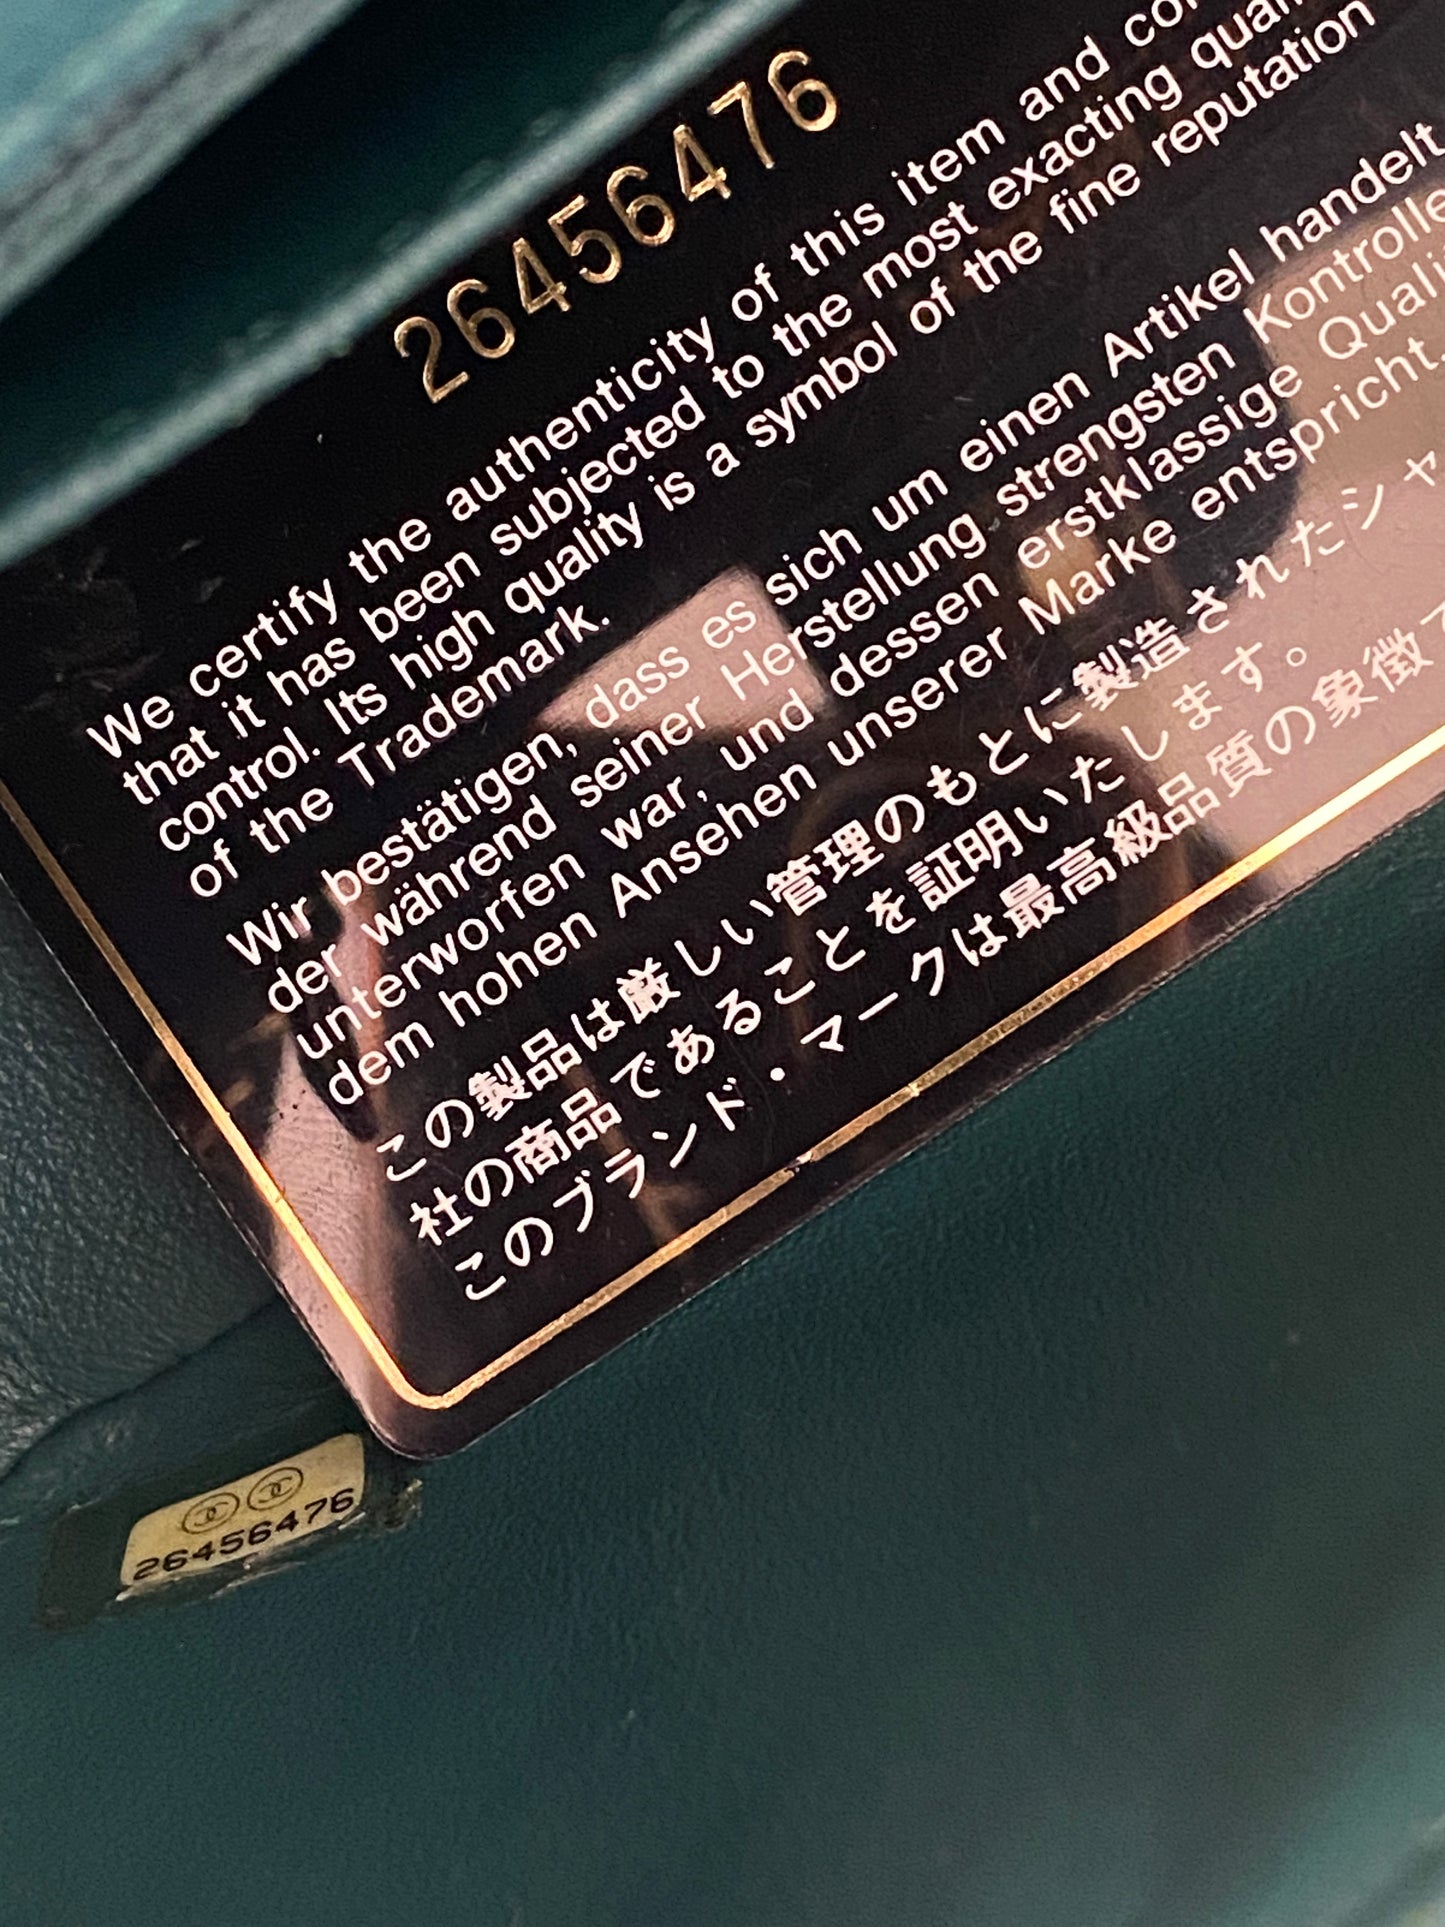 26456476
We certify the authenticity of this item and
that it has been subjected to the most exacting
control. Its high quality is a symbol of the fine reputation
of the Trademark.
Wir bestätigen, dass es sich um einen Artikel handelt
der während seiner Herstellung strengsten
unterworfen war, und dessen erstklassige
dem hohen Ansehen unserer Marke entspricht.
この製品は厳しい管理のもとに製造されたシャ
社の商品であることを証明いたします。
このブランド・マークは最高級品質の象徴
26456476